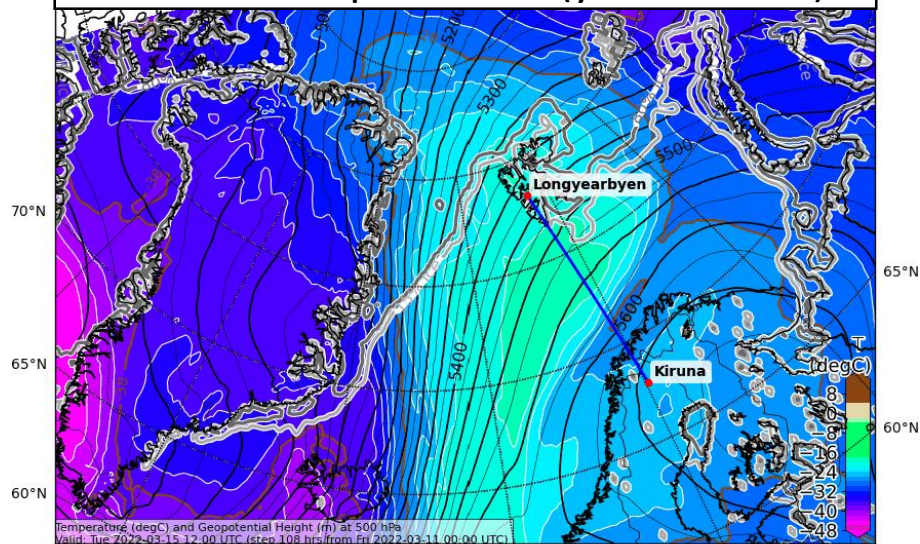 5200
5300
5500
Longyearbyen
70°N
65°N
5600
T
(degC)
Kiruna
5400
65°N
8
0
−8
−16
−24
−32
−40
−48
60°N
60°N
Temperature (degC) and Geopotential Height (m) at 500 hPa
Valid: Tue 2022-03-15 12:00 UTC (step 108 hrs from Fri 2022-03-11 00:00 UTC)